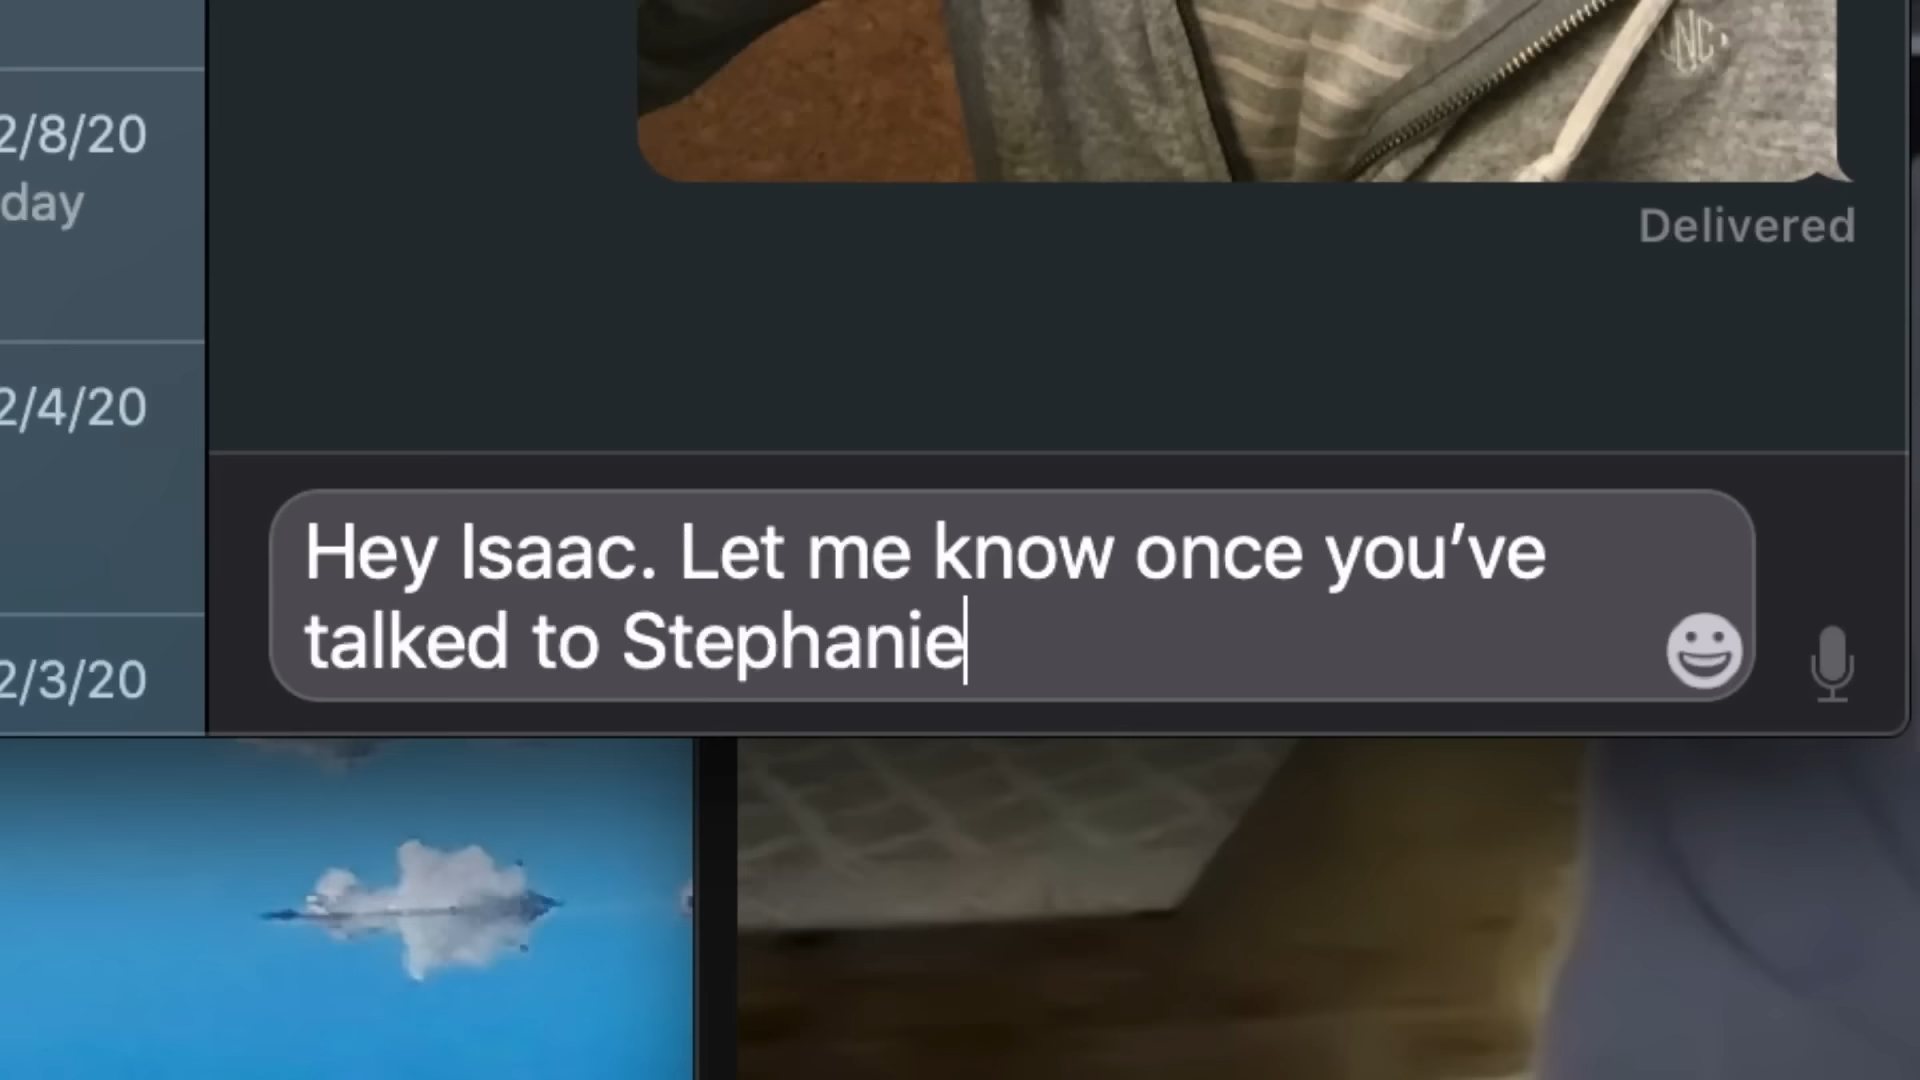 2/8/20
day
Delivered
2/4/20
Hey Isaac. Let me know once you’ve
talked to Stephanie
2/3/20